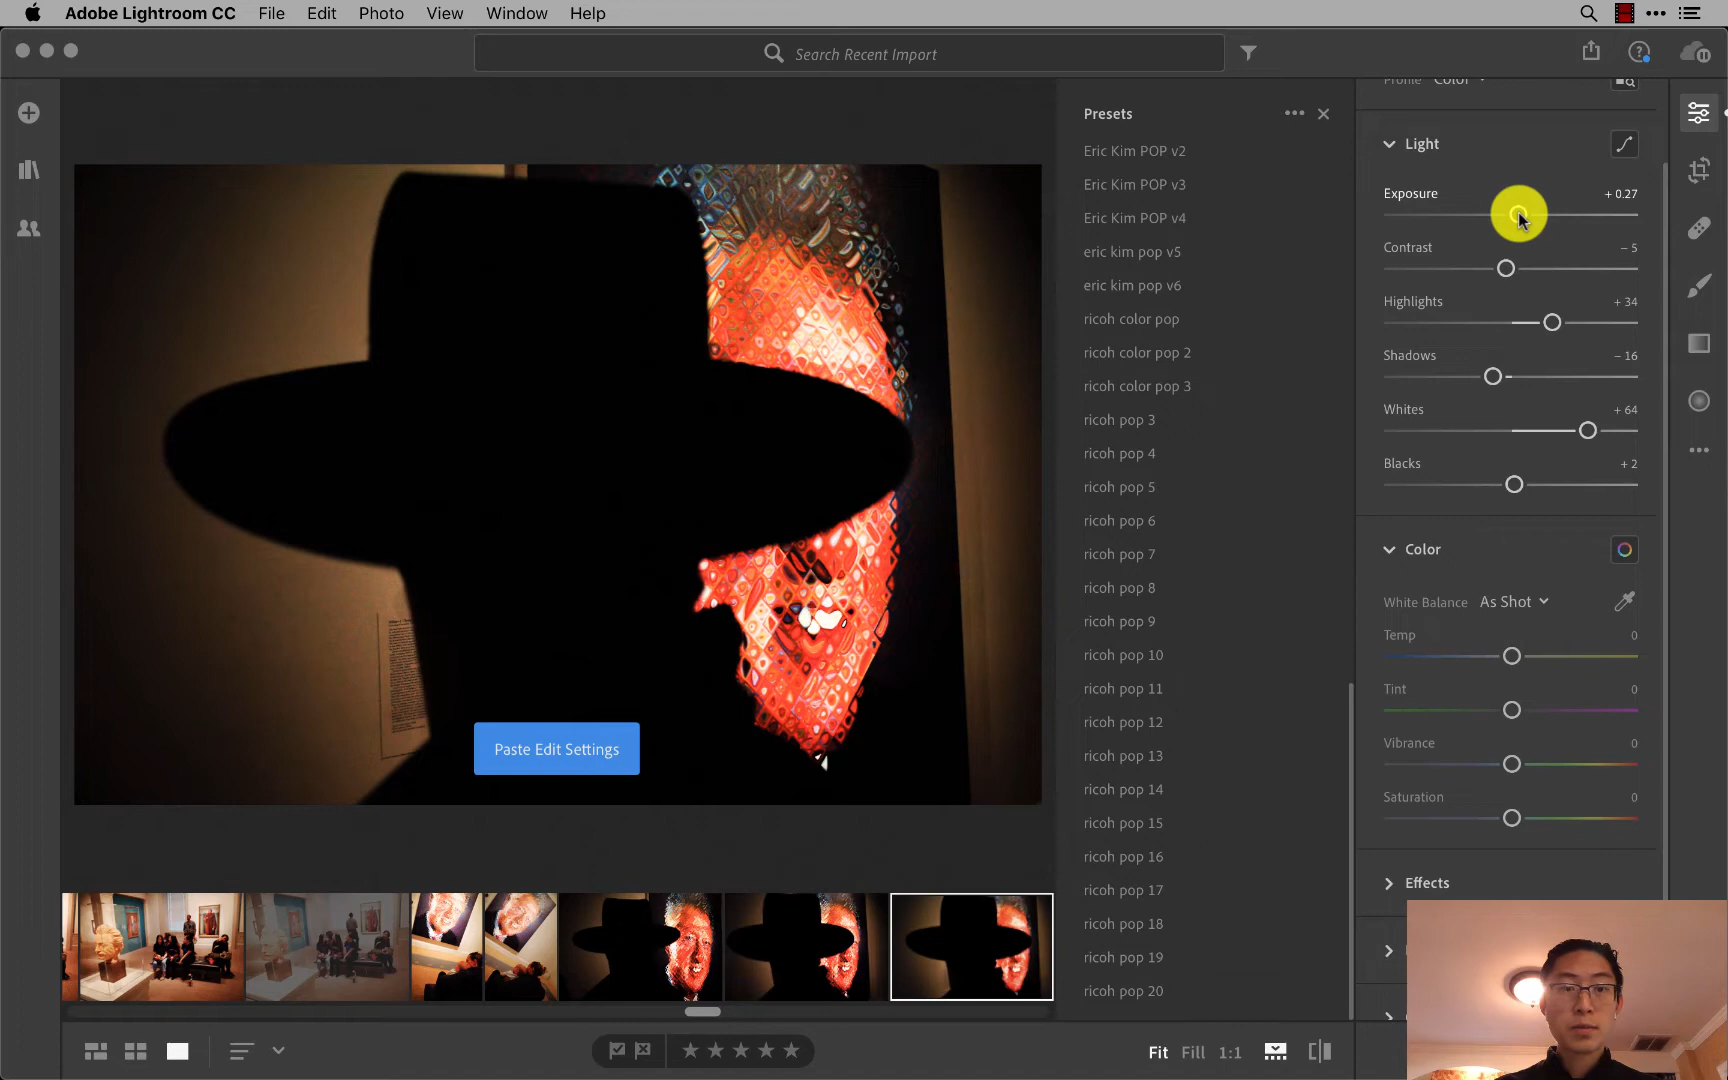 Adobe Lightroom CC File Edit Photo View Window Help
Search Recent Import
Profile Color
Presets
Eric Kim POP v2
Eric Kim POP v3
Eric Kim POP v4
eric kim pop v5
eric kim pop v6
ricoh color pop
ricoh color pop 2
ricoh color pop 3
ricoh pop 3
ricoh pop 4
ricoh pop 5
ricoh pop 6
ricoh pop 7
ricoh pop 8
ricoh pop 9
ricoh pop 10
ricoh pop 11
ricoh pop 12
ricoh pop 13
ricoh pop 14
ricoh pop 15
ricoh pop 16
ricoh pop 17
ricoh pop 18
ricoh pop 19
ricoh pop 20
Light
Exposure + 0.27
Contrast – 5
Highlights + 34
Shadows – 16
Whites + 64
Blacks + 2
Color
White Balance As Shot
Temp 0
Tint 0
Vibrance 0
Saturation 0
Effects
Paste Edit Settings
Fit Fill 1:1